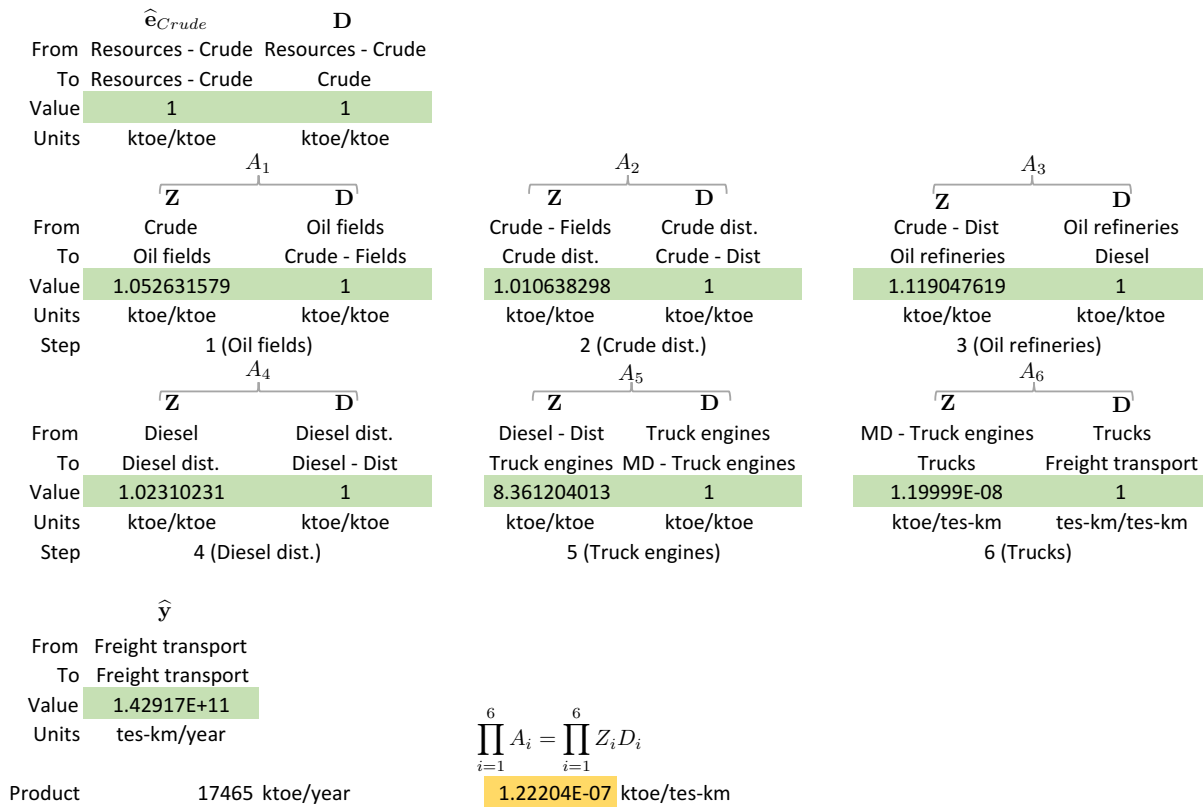 ê_Crude D
From Resources - Crude Resources - Crude
To Resources - Crude Crude
Value 1 1
Units ktoe/ktoe ktoe/ktoe
A₁ A₂ A₃
Z D Z D Z D
From Crude Oil fields Crude - Fields Crude dist. Crude - Dist Oil refineries
To Oil fields Crude - Fields Crude dist. Crude - Dist Oil refineries Diesel
Value 1.052631579 1 1.010638298 1 1.119047619 1
Units ktoe/ktoe ktoe/ktoe ktoe/ktoe ktoe/ktoe ktoe/ktoe ktoe/ktoe
Step 1 (Oil fields) 2 (Crude dist.) 3 (Oil refineries)
A₄ A₅ A₆
Z D Z D Z D
From Diesel Diesel dist. Diesel - Dist Truck engines MD - Truck engines Trucks
To Diesel dist. Diesel - Dist Truck engines MD - Truck engines Trucks Freight transport
Value 1.02310231 1 8.361204013 1 1.19999E-08 1
Units ktoe/ktoe ktoe/ktoe ktoe/ktoe ktoe/ktoe ktoe/tes-km tes-km/tes-km
Step 4 (Diesel dist.) 5 (Truck engines) 6 (Trucks)
ŷ
From Freight transport
To Freight transport
Value 1.42917E+11
Units tes-km/year
∏_{i=1}^{6} A_i = ∏_{i=1}^{6} Z_i D_i
Product 17465 ktoe/year 1.22204E-07 ktoe/tes-km